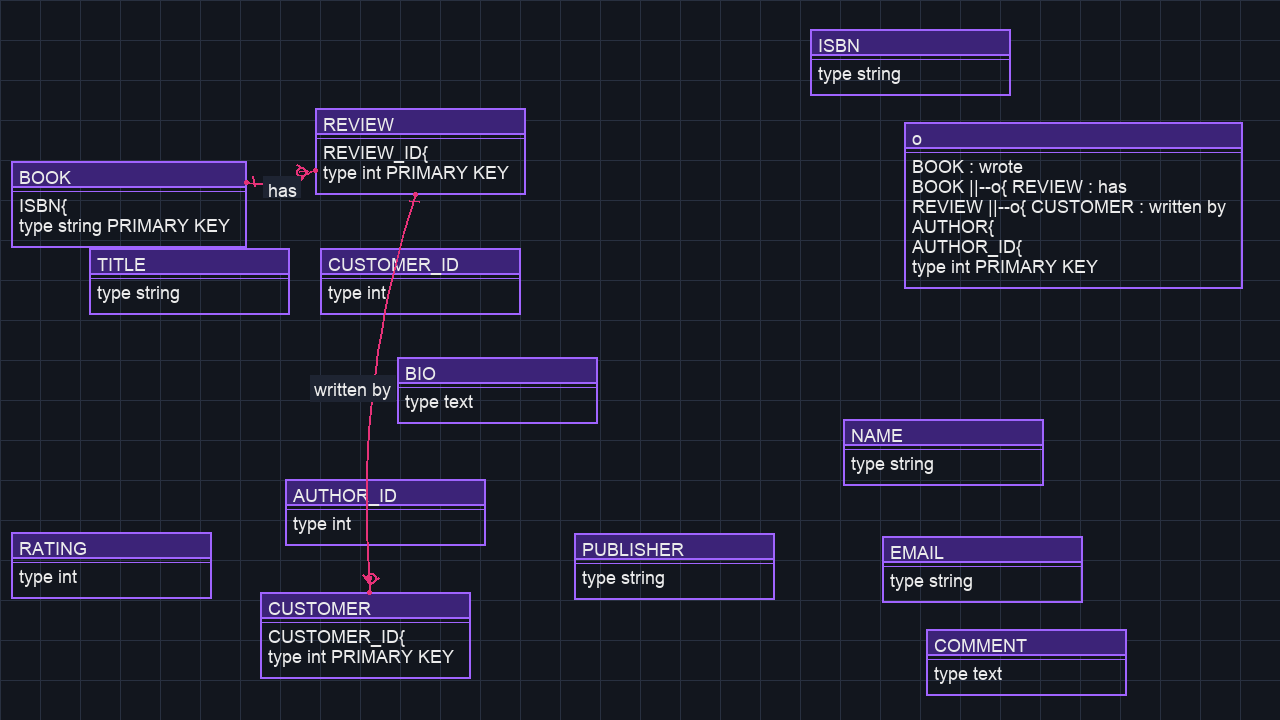 ISBN
type string
REVIEW
REVIEW_ID{
type int PRIMARY KEY
o
BOOK : wrote
BOOK ||--o{ REVIEW : has
REVIEW ||--o{ CUSTOMER : written by
AUTHOR{
AUTHOR_ID{
type int PRIMARY KEY
BOOK
ISBN{
type string PRIMARY KEY
has
TITLE
type string
CUSTOMER_ID
type int
BIO
type text
written by
NAME
type string
AUTHOR_ID
type int
RATING
type int
PUBLISHER
type string
EMAIL
type string
CUSTOMER
CUSTOMER_ID{
type int PRIMARY KEY
COMMENT
type text